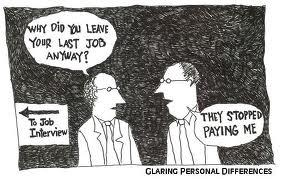 WHY DID YOU LEAVE
YOUR LAST JOB
ANYWAY?
To Job
Interview
THEY STOPPED
PAYING ME
GLARING PERSONAL DIFFERENCES